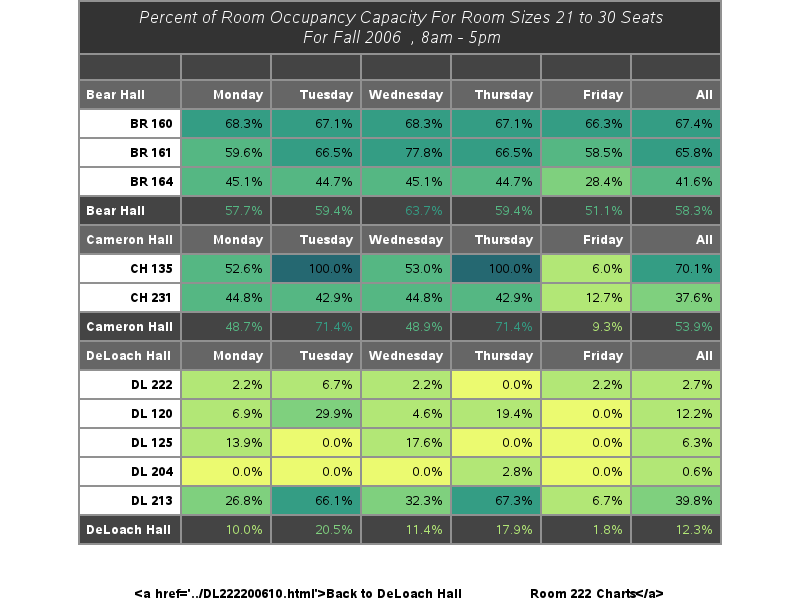 Percent of Room Occupancy Capacity For Room Sizes 21 to 30 Seats
For Fall 2006 , 8am - 5pm
Bear Hall Monday Tuesday Wednesday Thursday Friday All
BR 160 68.3% 67.1% 68.3% 67.1% 66.3% 67.4%
BR 161 59.6% 66.5% 77.8% 66.5% 58.5% 65.8%
BR 164 45.1% 44.7% 45.1% 44.7% 28.4% 41.6%
Bear Hall 57.7% 59.4% 63.7% 59.4% 51.1% 58.3%
Cameron Hall Monday Tuesday Wednesday Thursday Friday All
CH 135 52.6% 100.0% 53.0% 100.0% 6.0% 70.1%
CH 231 44.8% 42.9% 44.8% 42.9% 12.7% 37.6%
Cameron Hall 48.7% 71.4% 48.9% 71.4% 9.3% 53.9%
DeLoach Hall Monday Tuesday Wednesday Thursday Friday All
DL 222 2.2% 6.7% 2.2% 0.0% 2.2% 2.7%
DL 120 6.9% 29.9% 4.6% 19.4% 0.0% 12.2%
DL 125 13.9% 0.0% 17.6% 0.0% 0.0% 6.3%
DL 204 0.0% 0.0% 0.0% 2.8% 0.0% 0.6%
DL 213 26.8% 66.1% 32.3% 67.3% 6.7% 39.8%
DeLoach Hall 10.0% 20.5% 11.4% 17.9% 1.8% 12.3%
<a href='../DL222200610.html'>Back to DeLoach Hall Room 222 Charts</a>